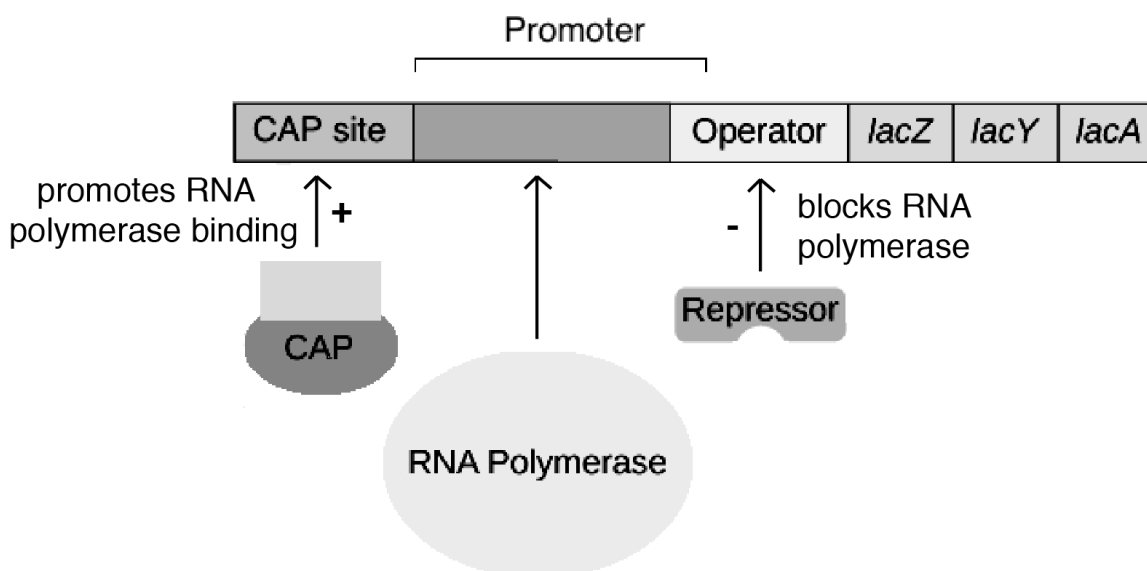 Promoter
CAP site
Operator
lacZ
lacY
lacA
promotes RNA
polymerase binding
+
-
blocks RNA
polymerase
Repressor
CAP
RNA Polymerase